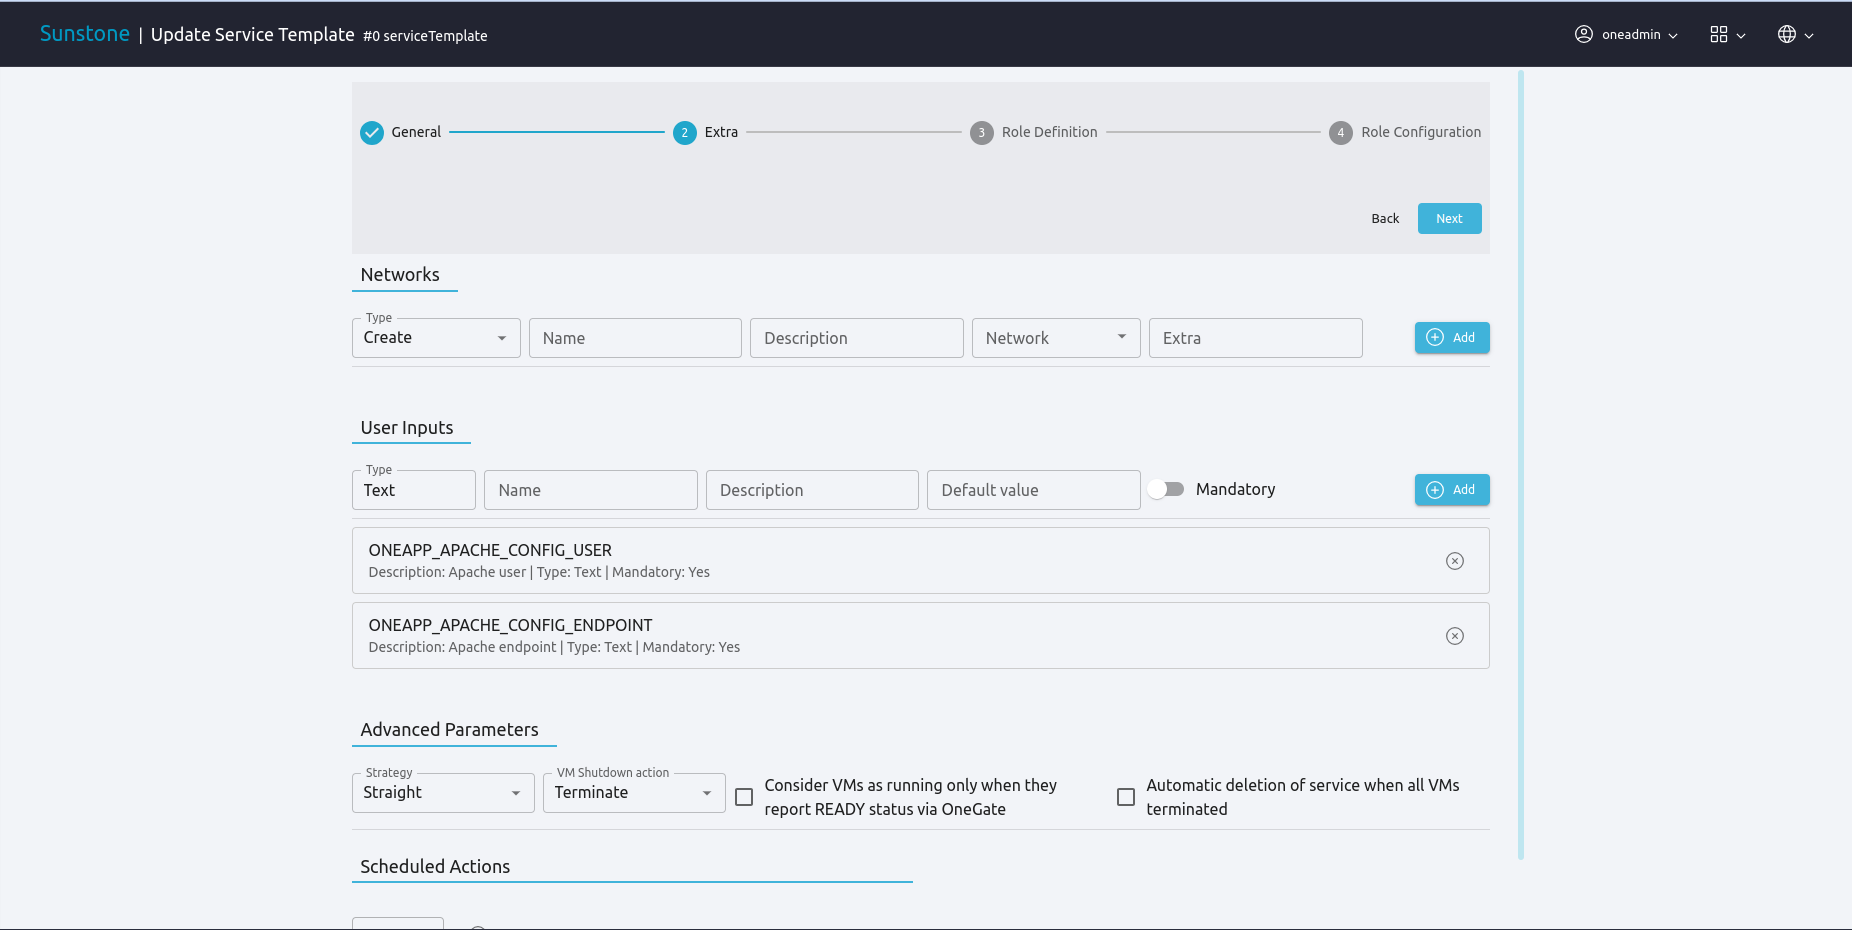 Sunstone | Update Service Template #0 serviceTemplate
oneadmin
General
2 Extra
3 Role Definition
4 Role Configuration
Back Next
Networks
Type
Create
Name
Description
Network
Extra
Add
User Inputs
Type
Text
Name
Description
Default value
Mandatory
Add
ONEAPP_APACHE_CONFIG_USER
Description: Apache user | Type: Text | Mandatory: Yes
ONEAPP_APACHE_CONFIG_ENDPOINT
Description: Apache endpoint | Type: Text | Mandatory: Yes
Advanced Parameters
Strategy
Straight
VM Shutdown action
Terminate
Consider VMs as running only when they
report READY status via OneGate
Automatic deletion of service when all VMs
terminated
Scheduled Actions